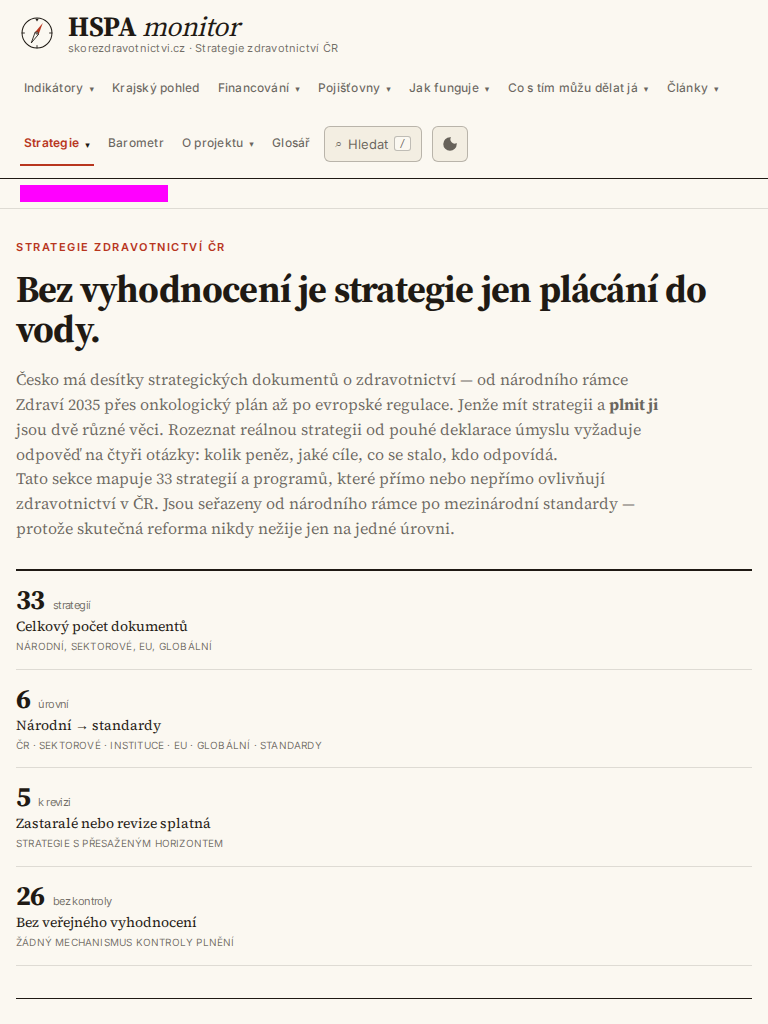 HSPA monitor
skorezdravotnictvi.cz · Strategie zdravotnictví ČR
Indikátory ▾ Krajský pohled Financování ▾ Pojišťovny ▾ Jak funguje ▾ Co s tím můžu dělat já ▾ Články ▾
Strategie ▾ Barometr O projektu ▾ Glosář ⌕ Hledat /
STRATEGIE ZDRAVOTNICTVÍ ČR
Bez vyhodnocení je strategie jen plácání do
vody.
Česko má desítky strategických dokumentů o zdravotnictví — od národního rámce
Zdraví 2035 přes onkologický plán až po evropské regulace. Jenže mít strategii a plnit ji
jsou dvě různé věci. Rozeznat reálnou strategii od pouhé deklarace úmyslu vyžaduje
odpověď na čtyři otázky: kolik peněz, jaké cíle, co se stalo, kdo odpovídá.
Tato sekce mapuje 33 strategií a programů, které přímo nebo nepřímo ovlivňují
zdravotnictví v ČR. Jsou seřazeny od národního rámce po mezinárodní standardy —
protože skutečná reforma nikdy nežije jen na jedné úrovni.
33 strategií
Celkový počet dokumentů
NÁRODNÍ, SEKTOROVÉ, EU, GLOBÁLNÍ
6 úrovní
Národní → standardy
ČR · SEKTOROVÉ · INSTITUCE · EU · GLOBÁLNÍ · STANDARDY
5 k revizi
Zastaralé nebo revize splatná
STRATEGIE S PŘESAŽENÝM HORIZONTEM
26 bez kontroly
Bez veřejného vyhodnocení
ŽÁDNÝ MECHANISMUS KONTROLY PLNĚNÍ